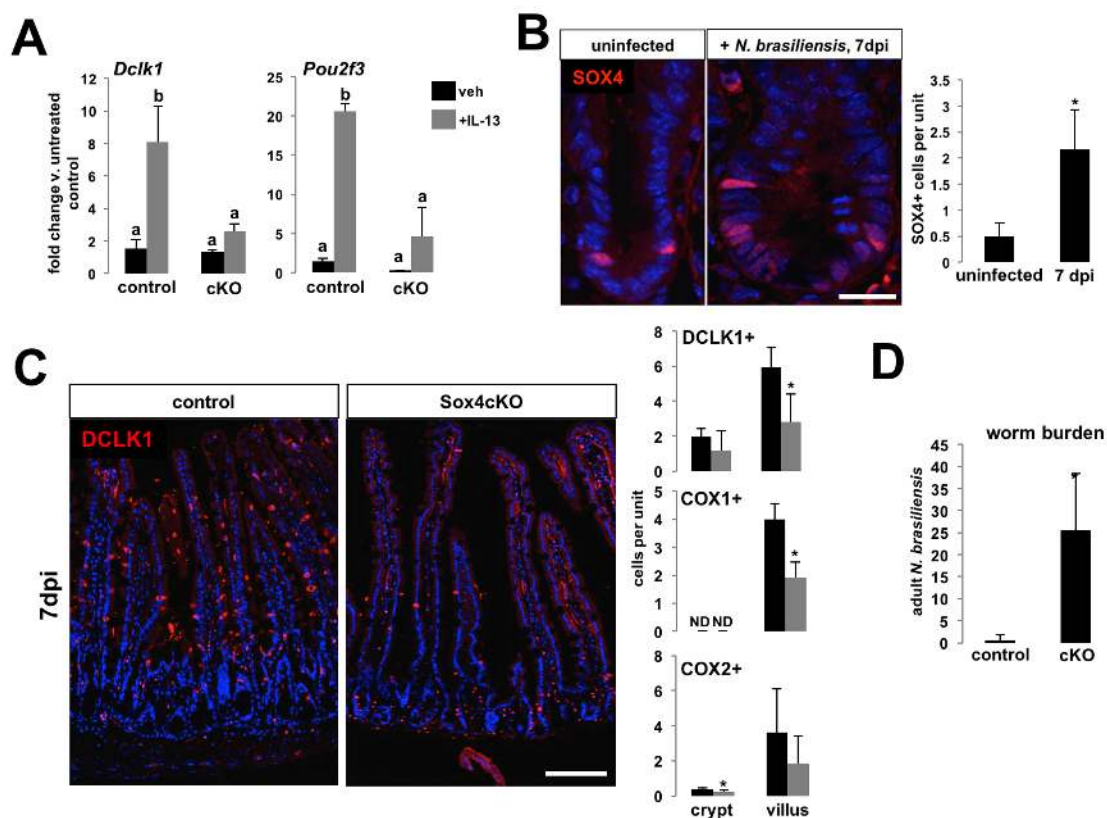 A
Dclk1
Pou2f3
fold change v. untreated
control
12
10
8
6
4
2
0
a
b
a
a
control
cKO
25
20
15
10
5
0
a
b
a
a
control
cKO
veh
+IL-13
B
uninfected
+ N. brasiliensis, 7dpi
SOX4
SOX4+ cells per unit
3.5
3
2.5
2
1.5
1
0.5
0
*
uninfected
7 dpi
C
control
Sox4cKO
DCLK1
7dpi
cells per unit
DCLK1+
8
6
4
2
0
*
COX1+
6
4
2
0
ND ND
*
COX2+
8
6
4
2
0
*
crypt
villus
D
worm burden
adult N. brasiliensis
45
40
35
30
25
20
15
10
5
0
*
control
cKO